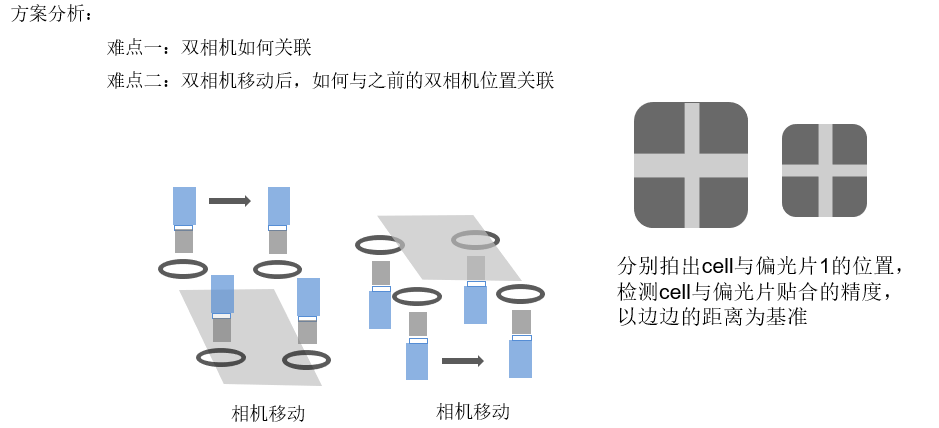 方案分析：
难点一：双相机如何关联
难点二：双相机移动后，如何与之前的双相机位置关联
分别拍出cell与偏光片1的位置，
检测cell与偏光片贴合的精度，
以边边的距离为基准
相机移动
相机移动